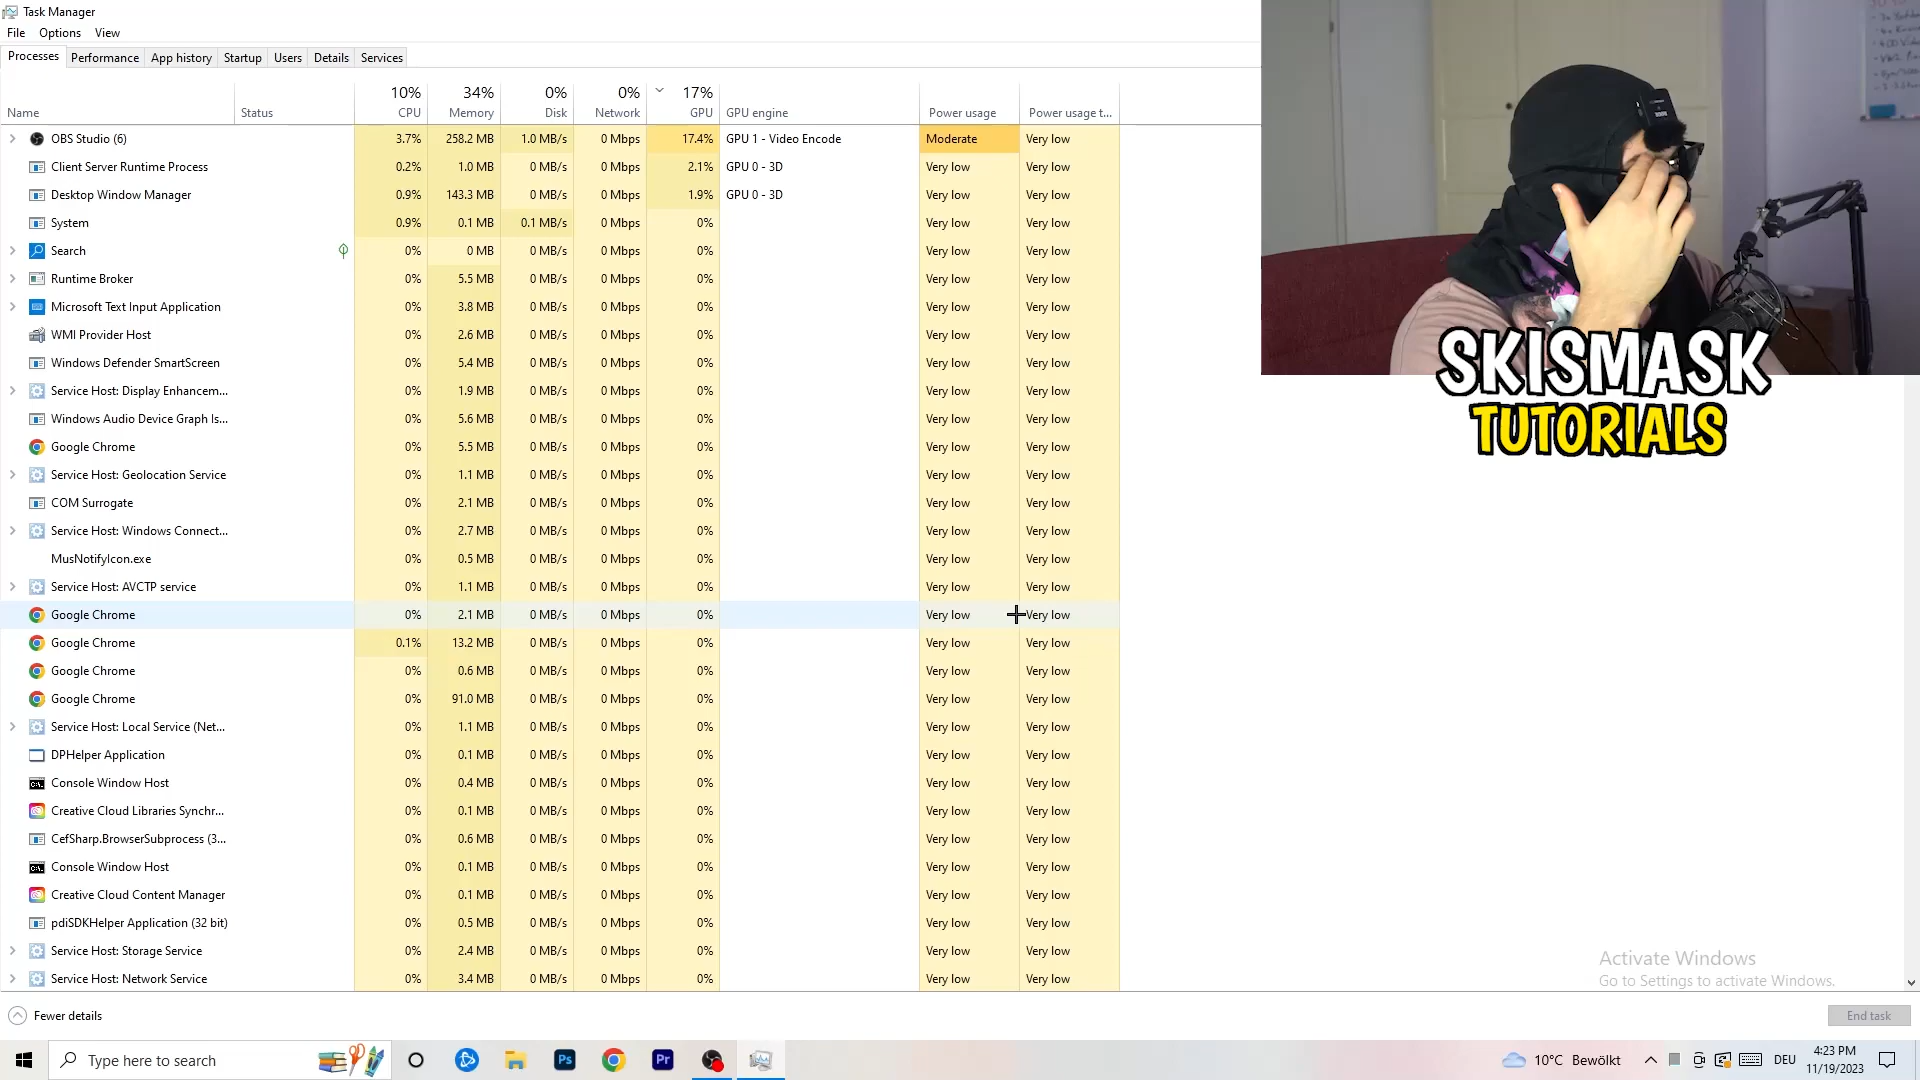 Task Manager
File Options View
Processes Performance App history Startup Users Details Services
10% 34% 0% 0% 17%
Name Status CPU Memory Disk Network GPU GPU engine Power usage Power usage t...
OBS Studio (6) 3.7% 258.2 MB 1.0 MB/s 0 Mbps 17.4% GPU 1 - Video Encode Moderate Very low
Client Server Runtime Process 0.2% 1.0 MB 0 MB/s 0 Mbps 2.1% GPU 0 - 3D Very low Very low
Desktop Window Manager 0.9% 143.3 MB 0 MB/s 0 Mbps 1.9% GPU 0 - 3D Very low Very low
System 0.9% 0.1 MB 0.1 MB/s 0 Mbps 0% Very low Very low
Search 0% 0 MB 0 MB/s 0 Mbps 0% Very low Very low
Runtime Broker 0% 5.5 MB 0 MB/s 0 Mbps 0% Very low Very low
Microsoft Text Input Application 0% 3.8 MB 0 MB/s 0 Mbps 0% Very low Very low
WMI Provider Host 0% 2.6 MB 0 MB/s 0 Mbps 0% Very low Very low
Windows Defender SmartScreen 0% 5.4 MB 0 MB/s 0 Mbps 0% Very low Very low
Service Host: Display Enhancem... 0% 1.9 MB 0 MB/s 0 Mbps 0% Very low Very low
Windows Audio Device Graph Is... 0% 5.6 MB 0 MB/s 0 Mbps 0% Very low Very low
Google Chrome 0% 5.5 MB 0 MB/s 0 Mbps 0% Very low Very low
Service Host: Geolocation Service 0% 1.1 MB 0 MB/s 0 Mbps 0% Very low Very low
COM Surrogate 0% 2.1 MB 0 MB/s 0 Mbps 0% Very low Very low
Service Host: Windows Connect... 0% 2.7 MB 0 MB/s 0 Mbps 0% Very low Very low
MusNotifyIcon.exe 0% 0.5 MB 0 MB/s 0 Mbps 0% Very low Very low
Service Host: AVCTP service 0% 1.1 MB 0 MB/s 0 Mbps 0% Very low Very low
Google Chrome 0% 2.1 MB 0 MB/s 0 Mbps 0% Very low Very low
Google Chrome 0.1% 13.2 MB 0 MB/s 0 Mbps 0% Very low Very low
Google Chrome 0% 0.6 MB 0 MB/s 0 Mbps 0% Very low Very low
Google Chrome 0% 91.0 MB 0 MB/s 0 Mbps 0% Very low Very low
Service Host: Local Service (Net... 0% 1.1 MB 0 MB/s 0 Mbps 0% Very low Very low
DPHelper Application 0% 0.1 MB 0 MB/s 0 Mbps 0% Very low Very low
Console Window Host 0% 0.4 MB 0 MB/s 0 Mbps 0% Very low Very low
Creative Cloud Libraries Synchr... 0% 0.1 MB 0 MB/s 0 Mbps 0% Very low Very low
CefSharp.BrowserSubprocess (3... 0% 0.6 MB 0 MB/s 0 Mbps 0% Very low Very low
Console Window Host 0% 0.1 MB 0 MB/s 0 Mbps 0% Very low Very low
Creative Cloud Content Manager 0% 0.1 MB 0 MB/s 0 Mbps 0% Very low Very low
pdiSDKHelper Application (32 bit) 0% 0.5 MB 0 MB/s 0 Mbps 0% Very low Very low
Service Host: Storage Service 0% 2.4 MB 0 MB/s 0 Mbps 0% Very low Very low
Service Host: Network Service 0% 3.4 MB 0 MB/s 0 Mbps 0% Very low Very low
SKISMASK
TUTORIALS
Activate Windows
Go to Settings to activate Windows.
Fewer details
End task
Type here to search
Ps
Pr
10°C Bewölkt
DEU
4:23 PM
11/19/2023